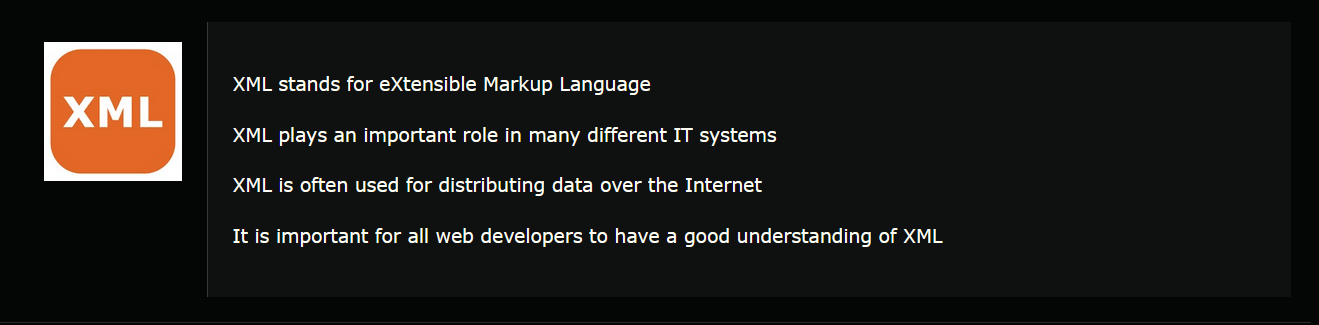 XML
XML stands for eXtensible Markup Language
XML plays an important role in many different IT systems
XML is often used for distributing data over the Internet
It is important for all web developers to have a good understanding of XML